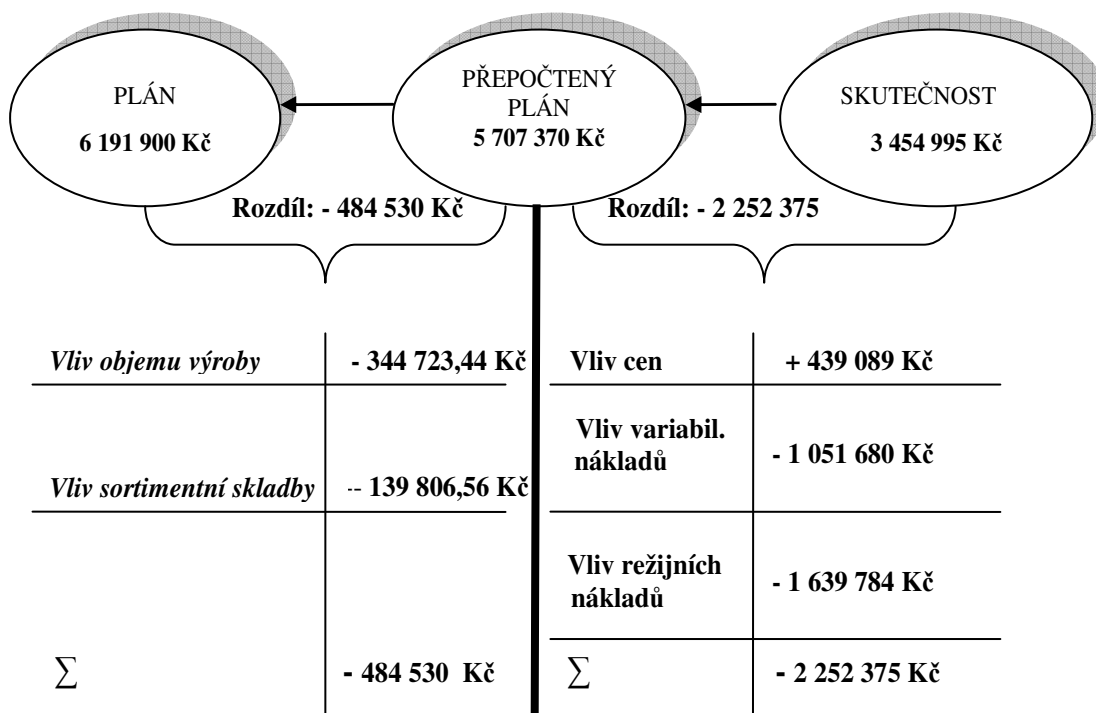 PLÁN
6 191 900 Kč
PŘEPOČTENÝ
PLÁN
5 707 370 Kč
SKUTEČNOST
3 454 995 Kč
Rozdíl: - 484 530 Kč
Rozdíl: - 2 252 375
Vliv objemu výroby
- 344 723,44 Kč
Vliv sortimentní skladby
-- 139 806,56 Kč
∑
- 484 530 Kč
Vliv cen
+ 439 089 Kč
Vliv variabil.
nákladů
- 1 051 680 Kč
Vliv režijních
nákladů
- 1 639 784 Kč
∑
- 2 252 375 Kč